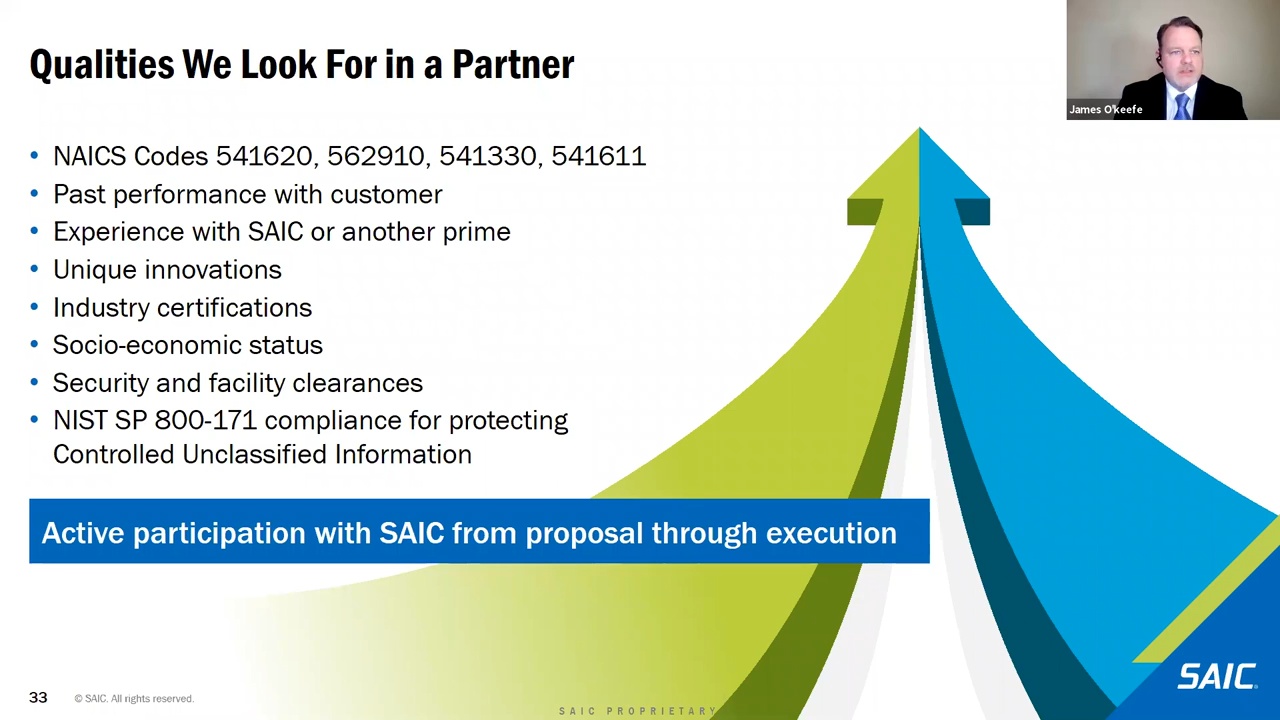 Qualities We Look For in a Partner
James O'keefe
• NAICS Codes 541620, 562910, 541330, 541611
• Past performance with customer
• Experience with SAIC or another prime
• Unique innovations
• Industry certifications
• Socio-economic status
• Security and facility clearances
• NIST SP 800-171 compliance for protecting
Controlled Unclassified Information
Active participation with SAIC from proposal through execution
SAIC®
33
© SAIC. All rights reserved.
SAIC PROPRIETARY